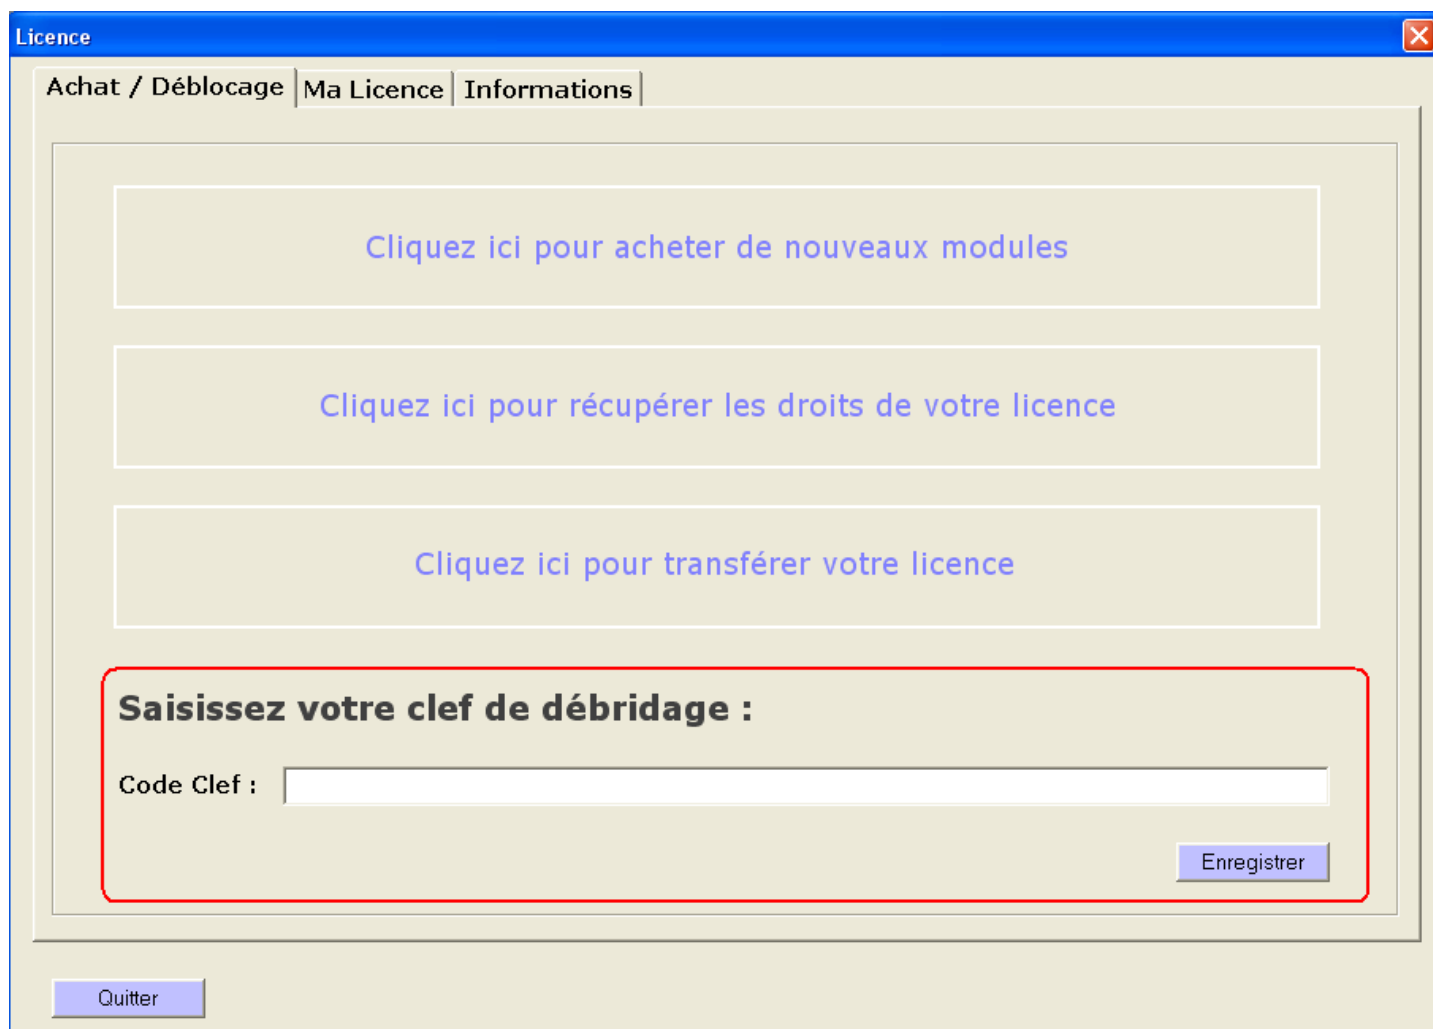 Licence
Achat / Déblocage Ma Licence Informations
Cliquez ici pour acheter de nouveaux modules
Cliquez ici pour récupérer les droits de votre licence
Cliquez ici pour transférer votre licence
Saisissez votre clef de débridage :
Code Clef :
Enregistrer
Quitter